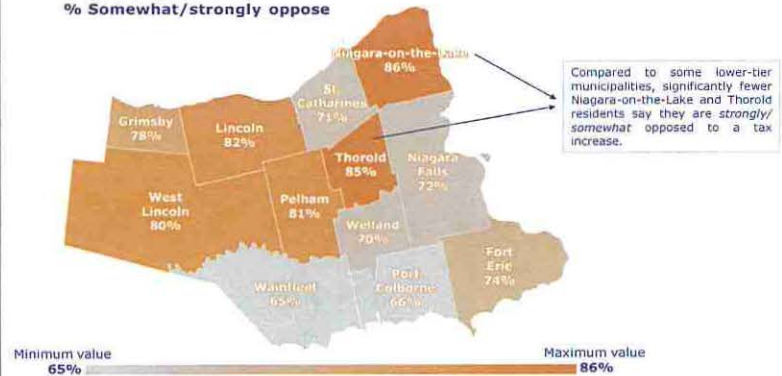 % Somewhat/strongly oppose
Niagara-on-the-Lake
86%
Compared to some lower-tier
municipalities, significantly fewer
Niagara-on-the-Lake and Thorold
residents say they are strongly/
somewhat opposed to a tax
increase.
St.
Catharines
71%
Grimsby
78%
Lincoln
82%
Thorold
85%
Niagara
Falls
72%
West
Lincoln
80%
Pelham
81%
Welland
70%
Fort
Erie
74%
Wainfleet
65%
Port
Colborne
66%
Minimum value
65%
Maximum value
86%